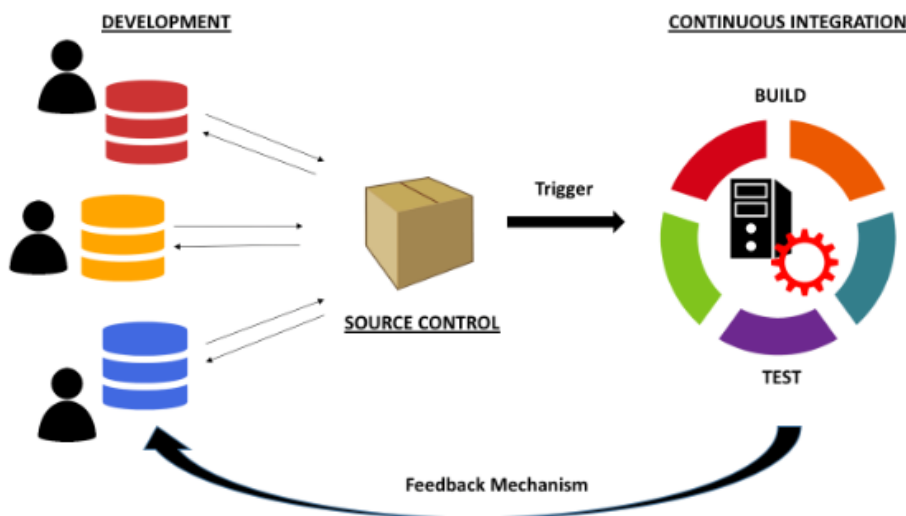 DEVELOPMENT
CONTINUOUS INTEGRATION
BUILD
Trigger
SOURCE CONTROL
TEST
Feedback Mechanism